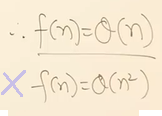 ∴ f(n)=O(n)
✗ f(n)=O(n²)